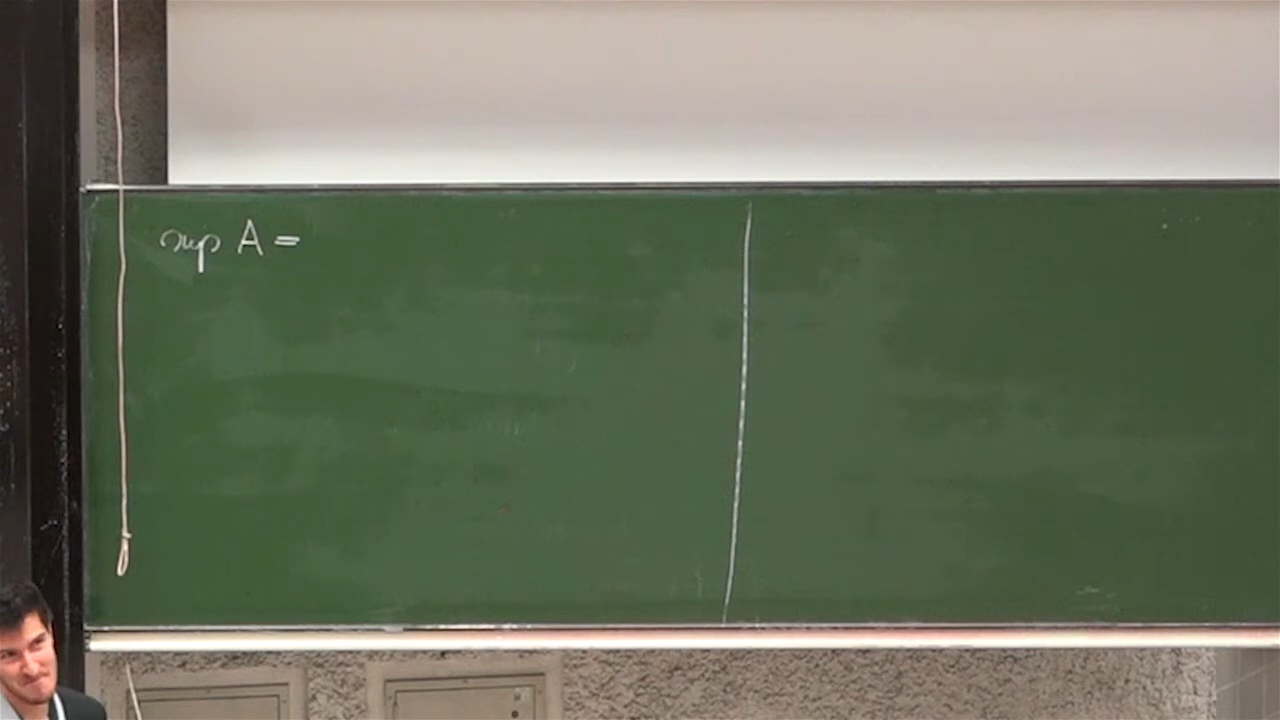 sup A =